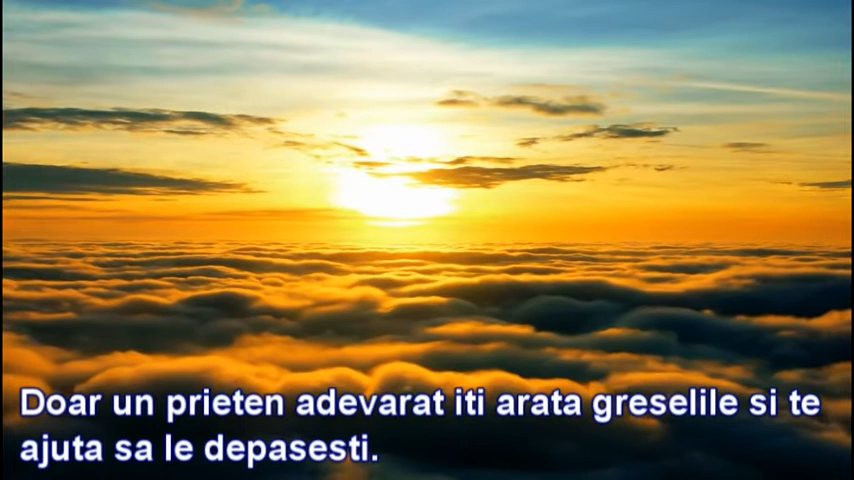 Doar un prieten adevarat iti arata greselile si te
ajuta sa le depasesti.